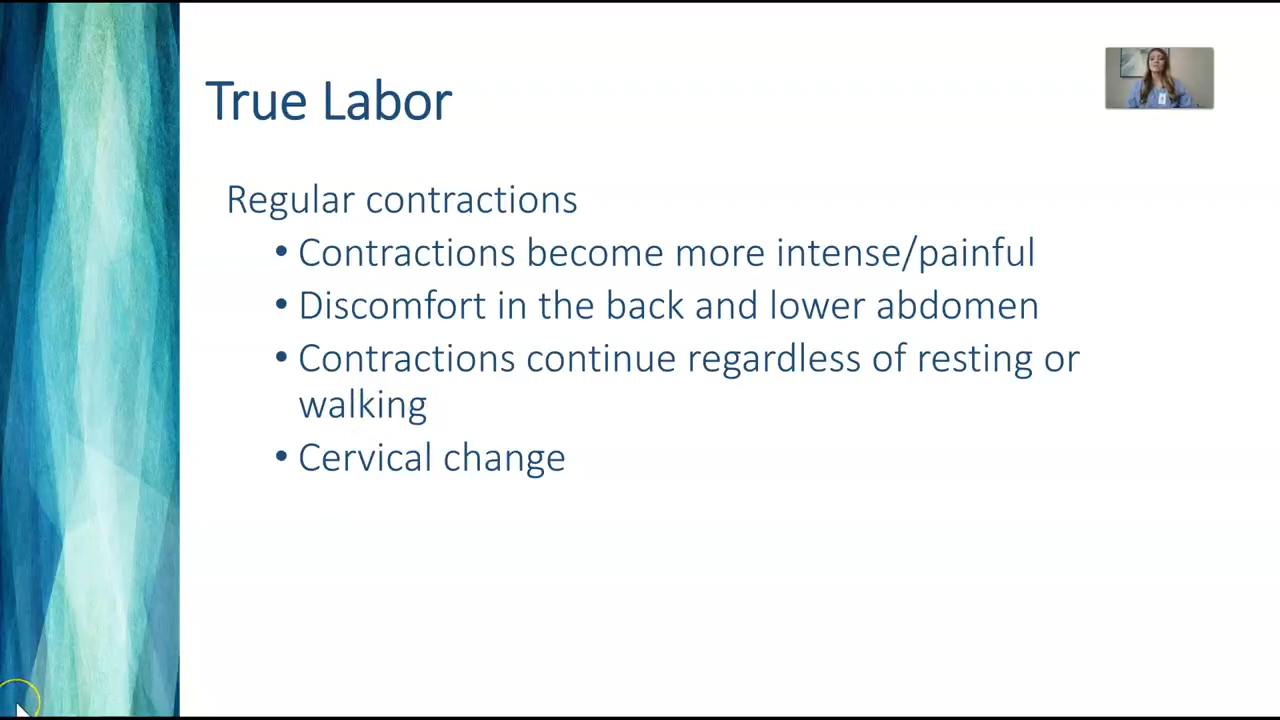 True Labor
Regular contractions
• Contractions become more intense/painful
• Discomfort in the back and lower abdomen
• Contractions continue regardless of resting or
walking
• Cervical change